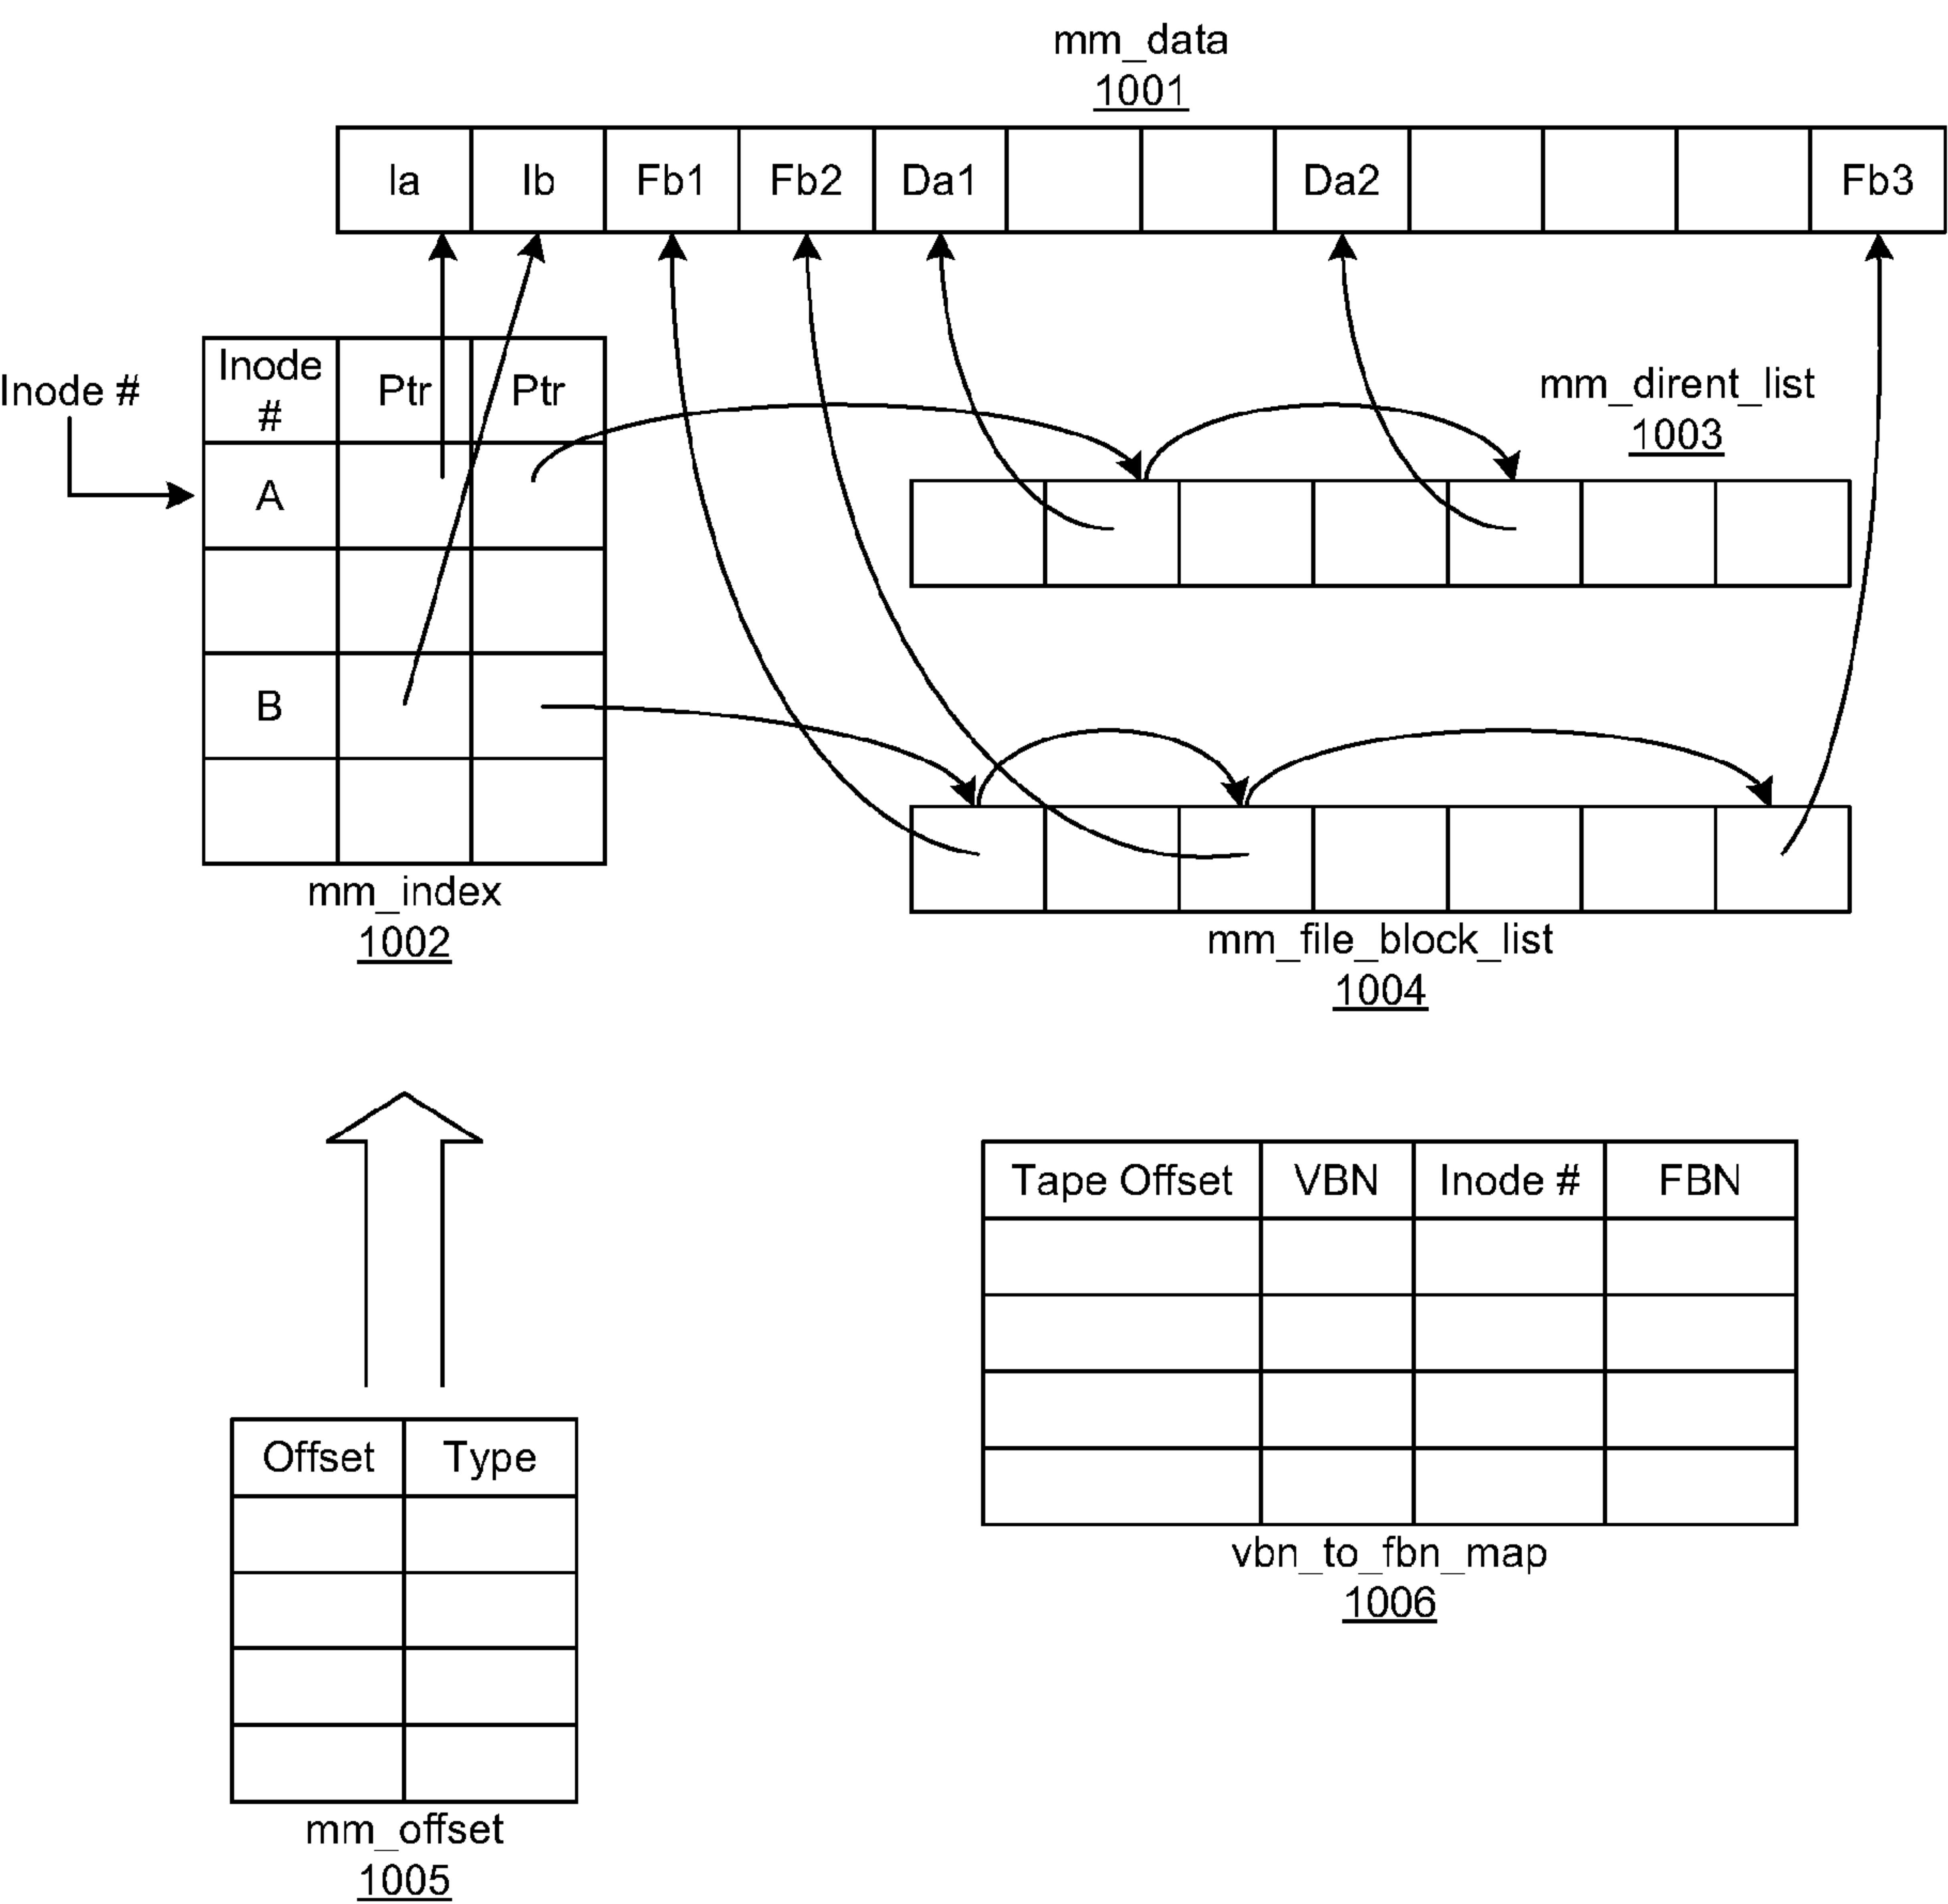 mm_data
1001
Ia Ib Fb1 Fb2 Da1 Da2 Fb3
Inode #
Inode
#
Ptr
Ptr
A
B
mm_index
1002
mm_dirent_list
1003
mm_file_block_list
1004
Offset Type
mm_offset
1005
Tape Offset VBN Inode # FBN
vbn_to_fbn_map
1006